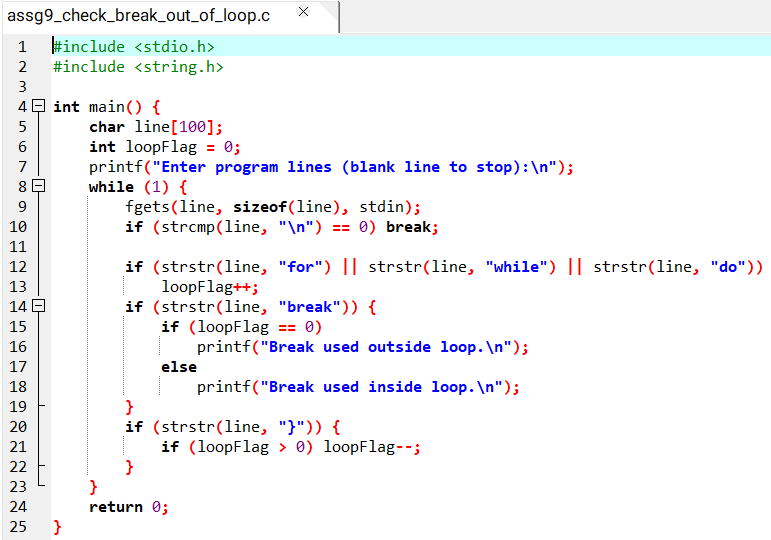 assg9_check_break_out_of_loop.c ×
1 #include <stdio.h>
2 #include <string.h>
3
4 int main() {
5     char line[100];
6     int loopFlag = 0;
7     printf("Enter program lines (blank line to stop):\n");
8     while (1) {
9         fgets(line, sizeof(line), stdin);
10         if (strcmp(line, "\n") == 0) break;
11
12         if (strstr(line, "for") || strstr(line, "while") || strstr(line, "do"))
13             loopFlag++;
14         if (strstr(line, "break")) {
15             if (loopFlag == 0)
16                 printf("Break used outside loop.\n");
17             else
18                 printf("Break used inside loop.\n");
19         }
20         if (strstr(line, "}")) {
21             if (loopFlag > 0) loopFlag--;
22         }
23     }
24     return 0;
25 }